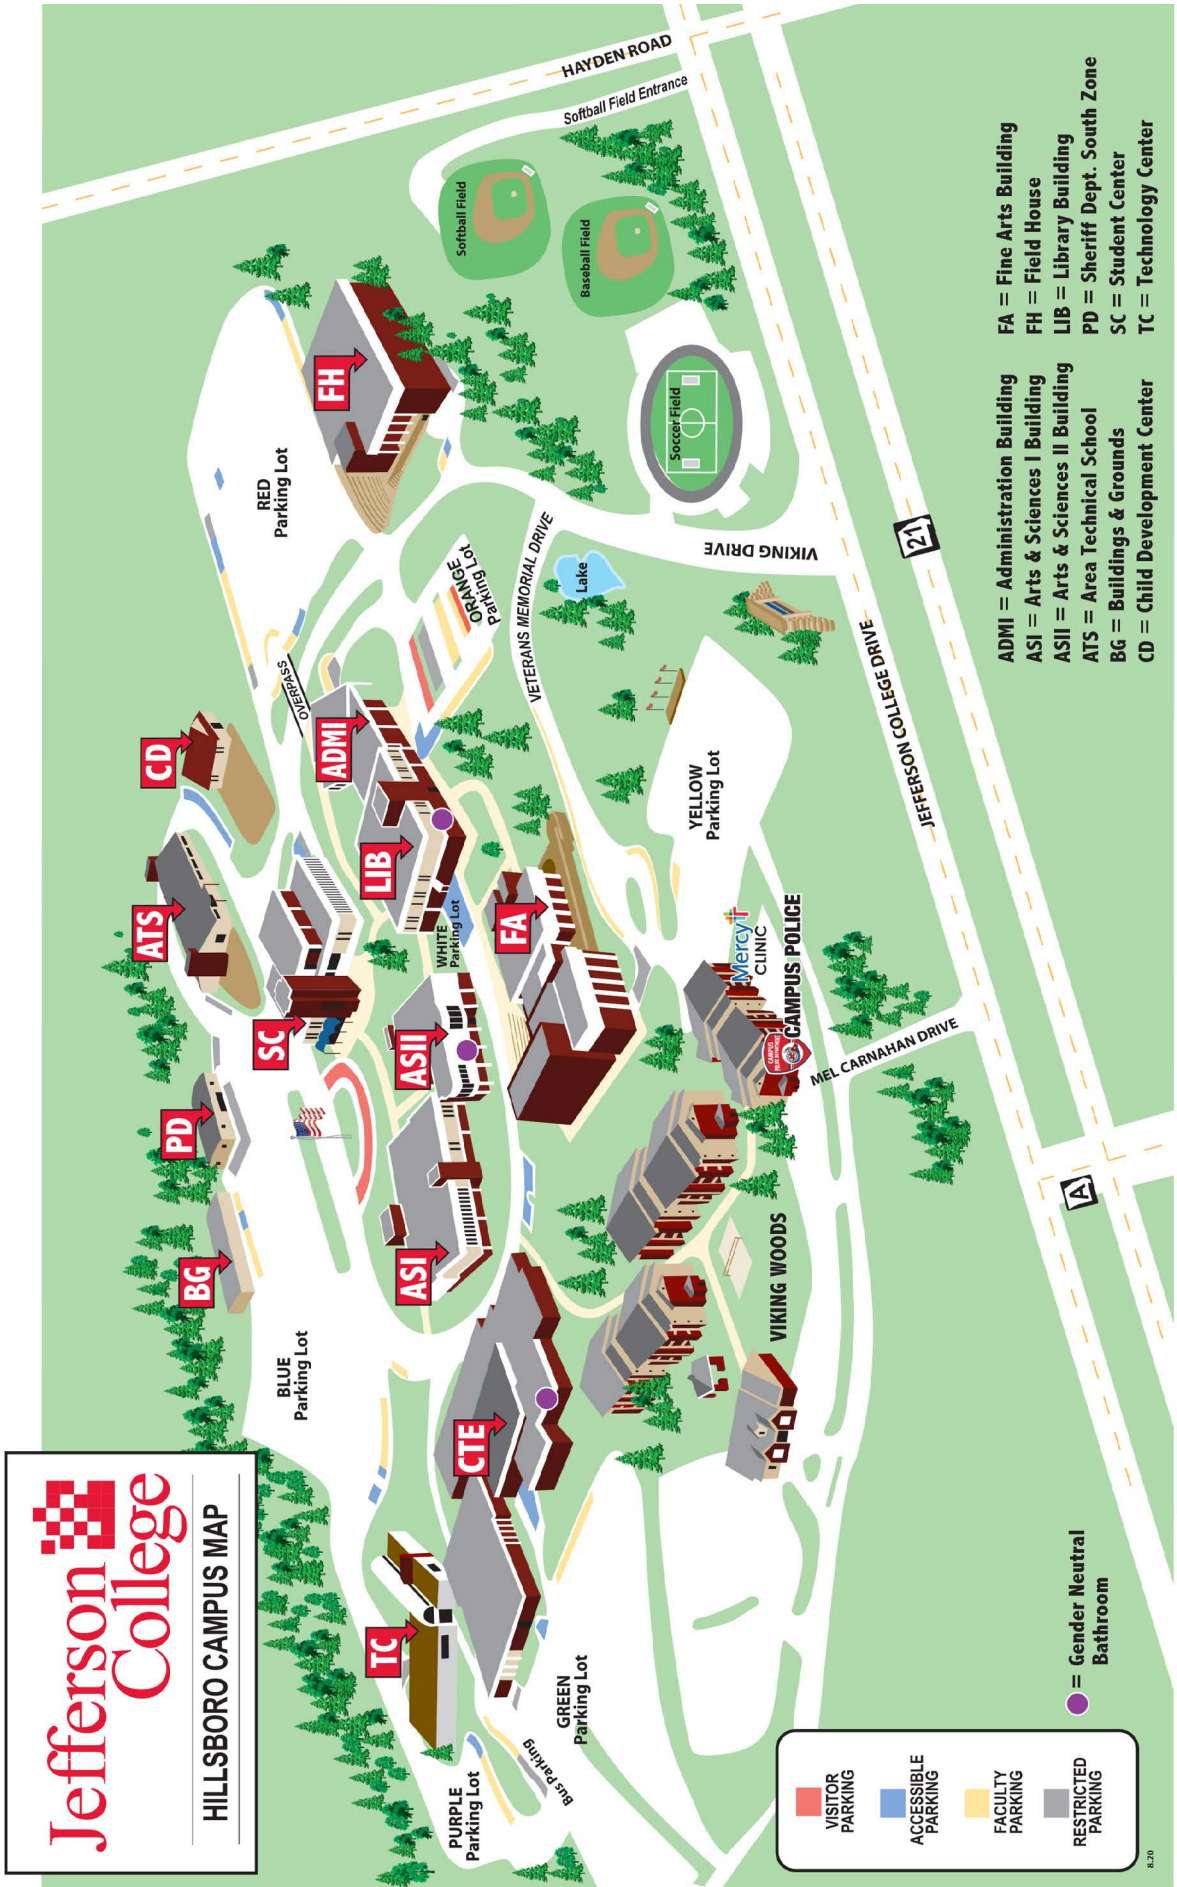 Jefferson
College
HILLSBORO CAMPUS MAP
HAYDEN ROAD
Softball Field Entrance
Softball Field
Baseball Field
Soccer Field
FH
RED
Parking Lot
ORANGE
Parking Lot
VETERANS MEMORIAL DRIVE
VIKING DRIVE
Lake
OVERPASS
CD
ADMI
LIB
ATS
SC
WHITE
Parking Lot
FA
ASII
ASI
PD
BG
YELLOW
Parking Lot
JEFFERSON COLLEGE DRIVE
21
Mercy
CLINIC
CAMPUS POLICE
CAMPUS
MEL CARNAHAN DRIVE
A
VIKING WOODS
BLUE
Parking Lot
CTE
TC
GREEN
Parking Lot
Bus Parking
PURPLE
Parking Lot
ADMI = Administration Building
ASI = Arts & Sciences I Building
ASII = Arts & Sciences II Building
ATS = Area Technical School
BG = Buildings & Grounds
CD = Child Development Center
FA = Fine Arts Building
FH = Field House
LIB = Library Building
PD = Sheriff Dept. South Zone
SC = Student Center
TC = Technology Center
= Gender Neutral
Bathroom
VISITOR
PARKING
ACCESSIBLE
PARKING
FACULTY
PARKING
RESTRICTED
PARKING
8.20